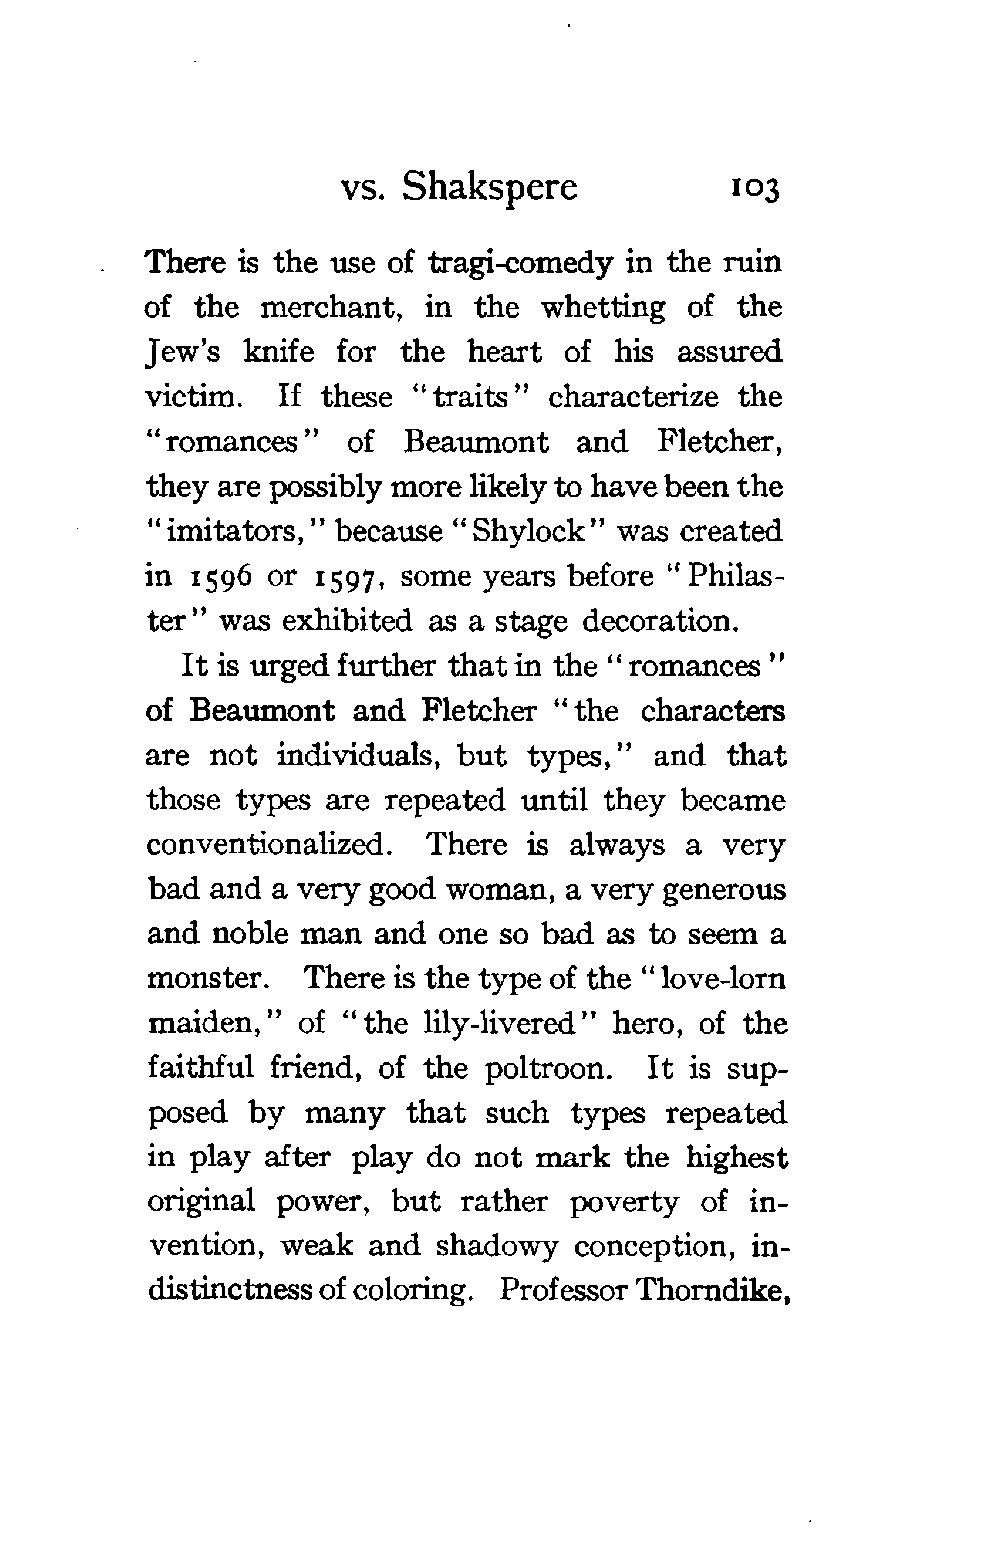 vs. Shakspere 103
There is the use of tragi-comedy in the ruin
of the merchant, in the whetting of the
Jew's knife for the heart of his assured
victim. If these "traits" characterize the
"romances" of Beaumont and Fletcher,
they are possibly more likely to have been the
"imitators," because "Shylock" was created
in 1596 or 1597, some years before "Philas-
ter" was exhibited as a stage decoration.
It is urged further that in the "romances"
of Beaumont and Fletcher "the characters
are not individuals, but types," and that
those types are repeated until they became
conventionalized. There is always a very
bad and a very good woman, a very generous
and noble man and one so bad as to seem a
monster. There is the type of the "love-lorn
maiden," of "the lily-livered" hero, of the
faithful friend, of the poltroon. It is sup-
posed by many that such types repeated
in play after play do not mark the highest
original power, but rather poverty of in-
vention, weak and shadowy conception, in-
distinctness of coloring. Professor Thorndike,